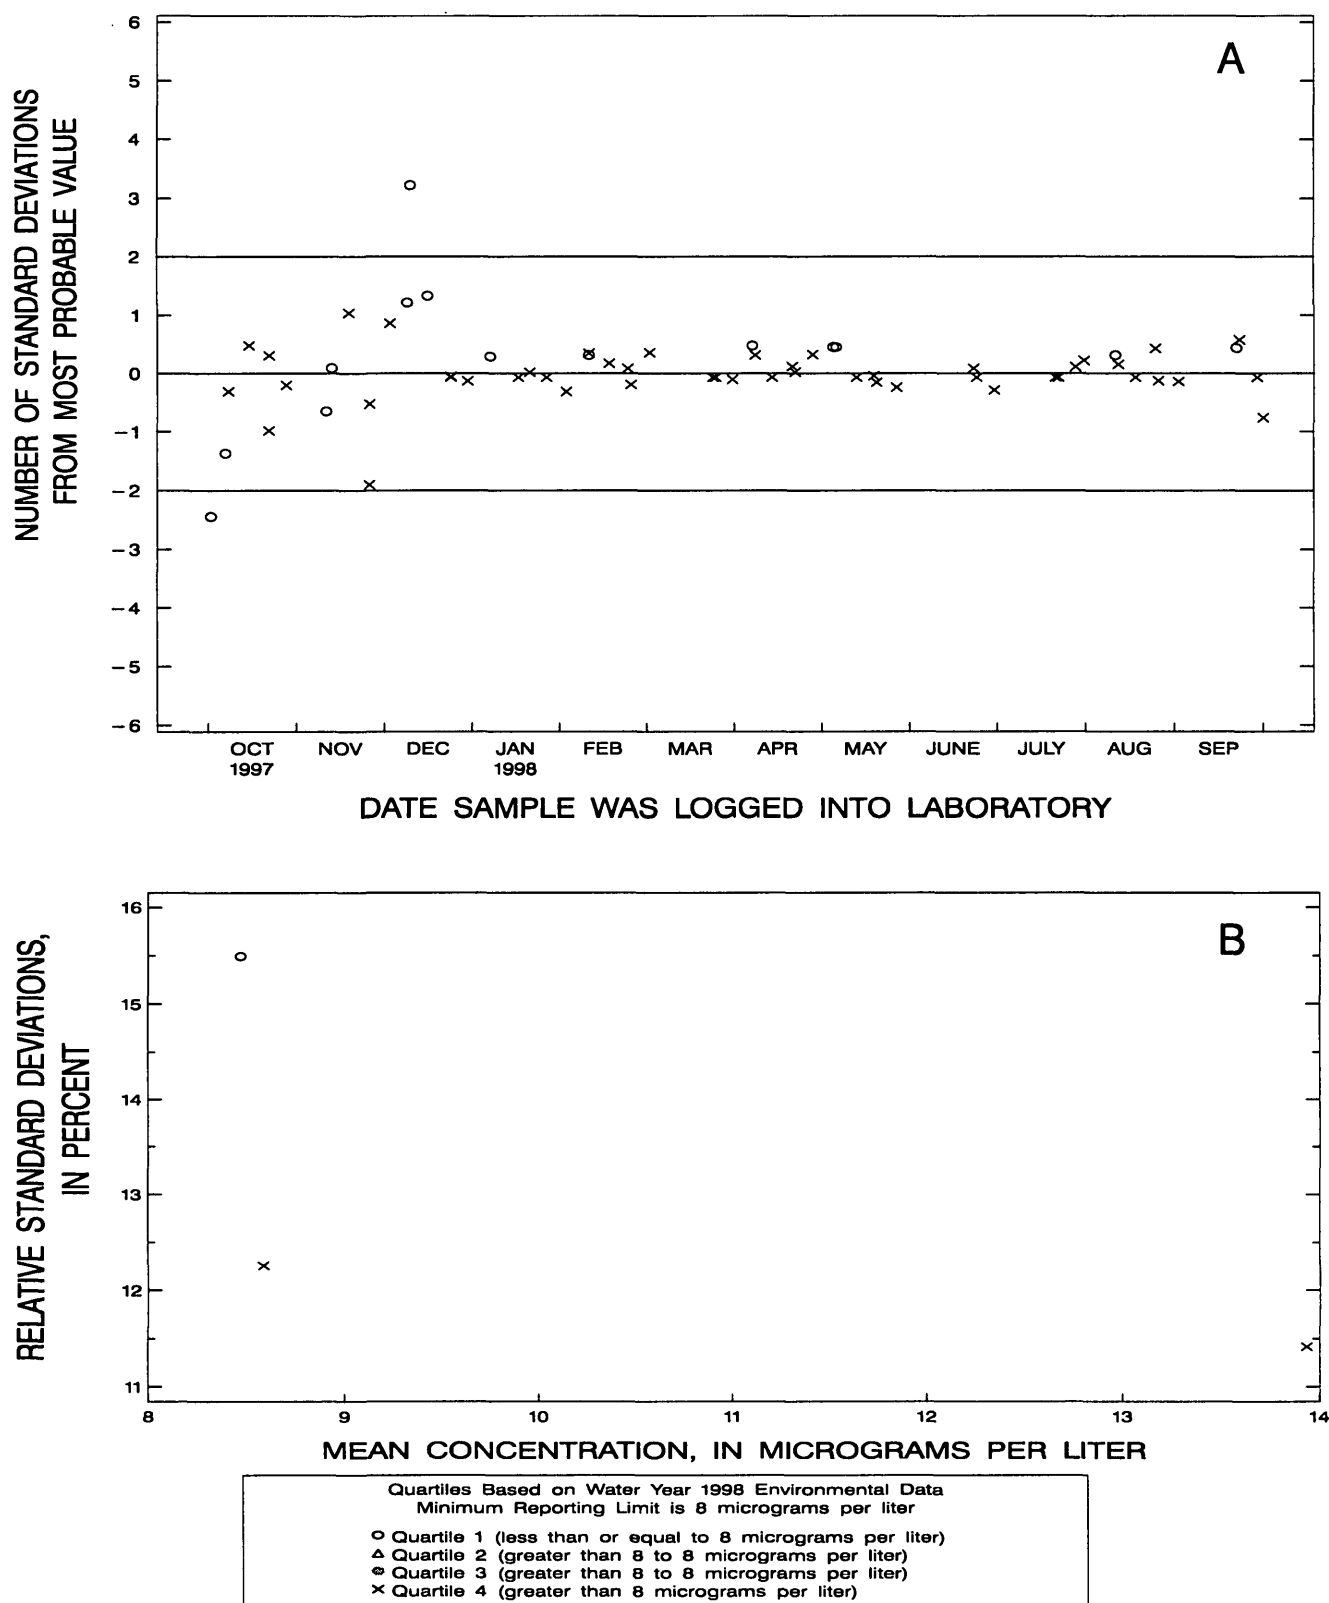 A
NUMBER OF STANDARD DEVIATIONS
FROM MOST PROBABLE VALUE
6
5
4
3
2
1
0
−1
−2
−3
−4
−5
−6
OCT NOV DEC JAN FEB MAR APR MAY JUNE JULY AUG SEP
1997 1998
DATE SAMPLE WAS LOGGED INTO LABORATORY
B
RELATIVE STANDARD DEVIATIONS,
IN PERCENT
16
15
14
13
12
11
8 9 10 11 12 13 14
MEAN CONCENTRATION, IN MICROGRAMS PER LITER
Quartiles Based on Water Year 1998 Environmental Data
Minimum Reporting Limit is 8 micrograms per liter
Quartile 1 (less than or equal to 8 micrograms per liter)
Quartile 2 (greater than 8 to 8 micrograms per liter)
Quartile 3 (greater than 8 to 8 micrograms per liter)
Quartile 4 (greater than 8 micrograms per liter)